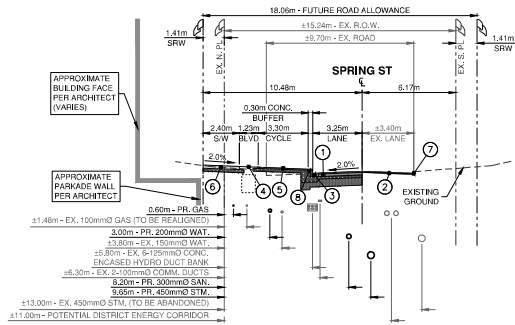 18.06m - FUTURE ROAD ALLOWANCE
±15.24m - EX. R.O.W.
1.41m
SRW
±9.70m - EX. ROAD
1.41m
SRW
EX. N. PL
EX. S. PL
APPROXIMATE
BUILDING FACE
PER ARCHITECT
(VARIES)
SPRING ST
℄
10.48m
6.17m
0.30m CONC.
BUFFER
2.40m
S/W
1.23m
BLVD
3.30m
CYCLE
3.25m
LANE
±3.40m
EX. LANE
2.0%
2.0%
1
7
6
4
5
8
3
2
APPROXIMATE
PARKADE WALL
PER ARCHITECT
EXISTING
GROUND
0.60m - PR. GAS
±1.48m - EX. 100mmØ GAS (TO BE REALIGNED)
3.00m - PR. 200mmØ WAT.
±3.80m - EX. 150mmØ WAT.
±5.80m - EX. 6-125mmØ CONC.
ENCASED HYDRO DUCT BANK
±6.30m - EX. 2-100mmØ COMM. DUCTS
8.20m - PR. 300mmØ SAN.
9.65m - PR. 450mmØ STM.
±13,00m - EX. 450mmØ STM. (TO BE ABANDONED)
±11.00m - POTENTIAL DISTRICT ENERGY CORRIDOR